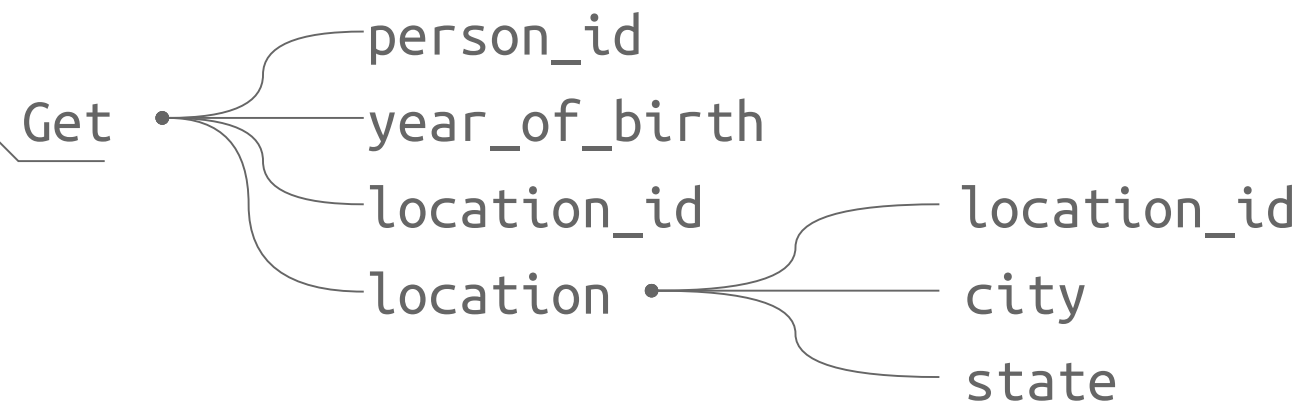 person_id
Get
year_of_birth
location_id
location_id
location
city
state